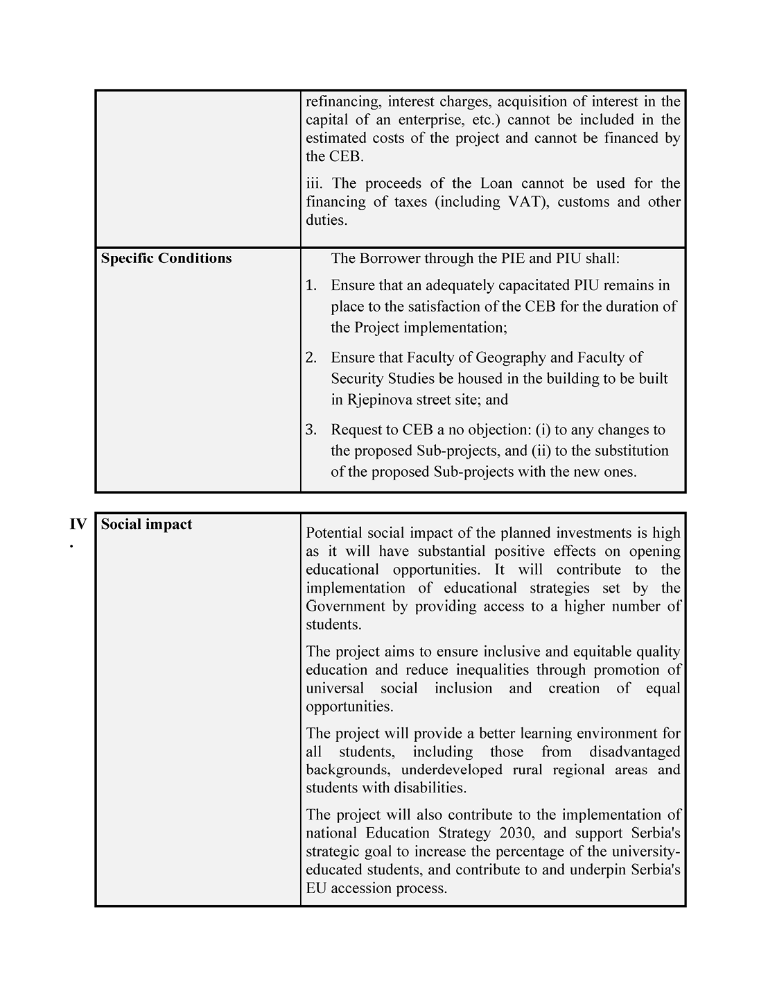 refinancing, interest charges, acquisition of interest in the
capital of an enterprise, etc.) cannot be included in the
estimated costs of the project and cannot be financed by
the CEB.
iii. The proceeds of the Loan cannot be used for the
financing of taxes (including VAT), customs and other
duties.
Specific Conditions
The Borrower through the PIE and PIU shall:
1. Ensure that an adequately capacitated PIU remains in
place to the satisfaction of the CEB for the duration of
the Project implementation;
2. Ensure that Faculty of Geography and Faculty of
Security Studies be housed in the building to be built
in Rjepinova street site; and
3. Request to CEB a no objection: (i) to any changes to
the proposed Sub-projects, and (ii) to the substitution
of the proposed Sub-projects with the new ones.
IV
.
Social impact
Potential social impact of the planned investments is high
as it will have substantial positive effects on opening
educational opportunities. It will contribute to the
implementation of educational strategies set by the
Government by providing access to a higher number of
students.
The project aims to ensure inclusive and equitable quality
education and reduce inequalities through promotion of
universal social inclusion and creation of equal
opportunities.
The project will provide a better learning environment for
all students, including those from disadvantaged
backgrounds, underdeveloped rural regional areas and
students with disabilities.
The project will also contribute to the implementation of
national Education Strategy 2030, and support Serbia's
strategic goal to increase the percentage of the university-
educated students, and contribute to and underpin Serbia's
EU accession process.